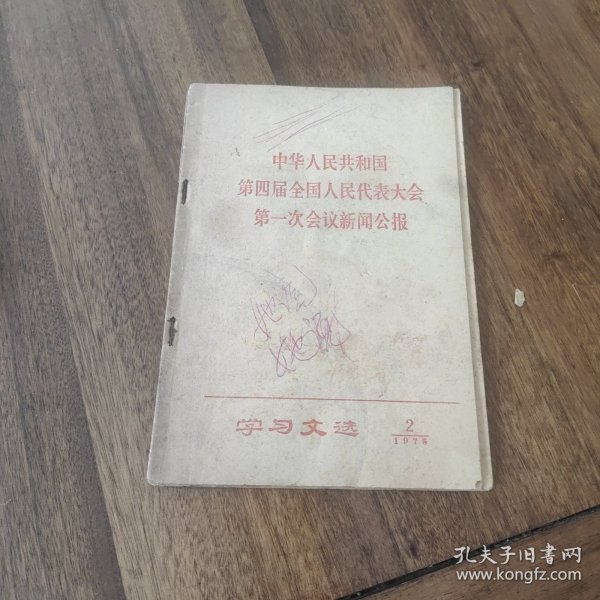 中华人民共和国
第四届全国人民代表大会
第一次会议新闻公报
学习文选
2
1975
孔夫子旧书网
www.kongfz.com